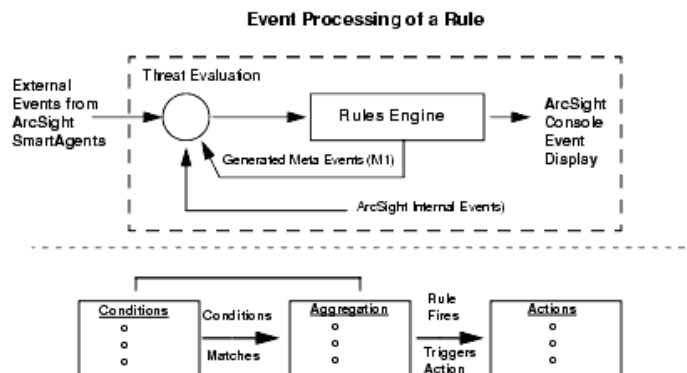 Event Processing of a Rule
Threat Evaluation
External
Events from
ArcSight
SmartAgents
Rules Engine
ArcSight
Console
Event
Display
Generated Meta Events (M1)
ArcSight Internal Events)
Conditions
Conditions
Matches
Aggregation
Rule
Fires
Triggers
Action
Actions